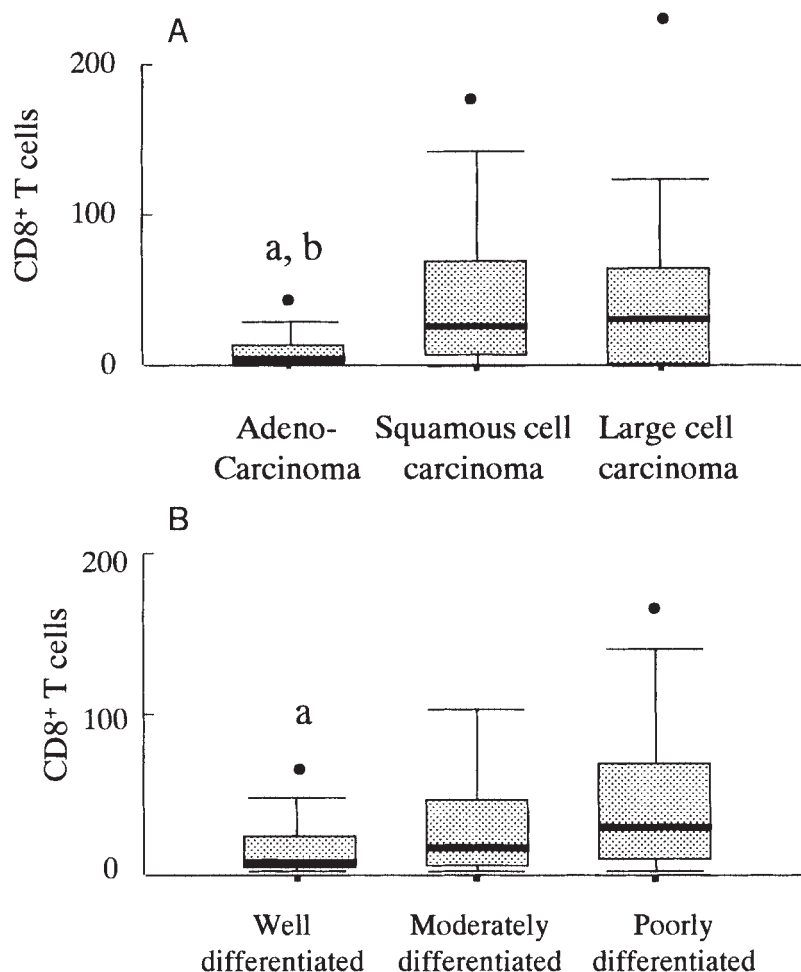 A
CD8⁺ T cells
200
100
0
a, b
Adeno-
Carcinoma
Squamous cell
carcinoma
Large cell
carcinoma
B
CD8⁺ T cells
200
100
0
a
Well
differentiated
Moderately
differentiated
Poorly
differentiated